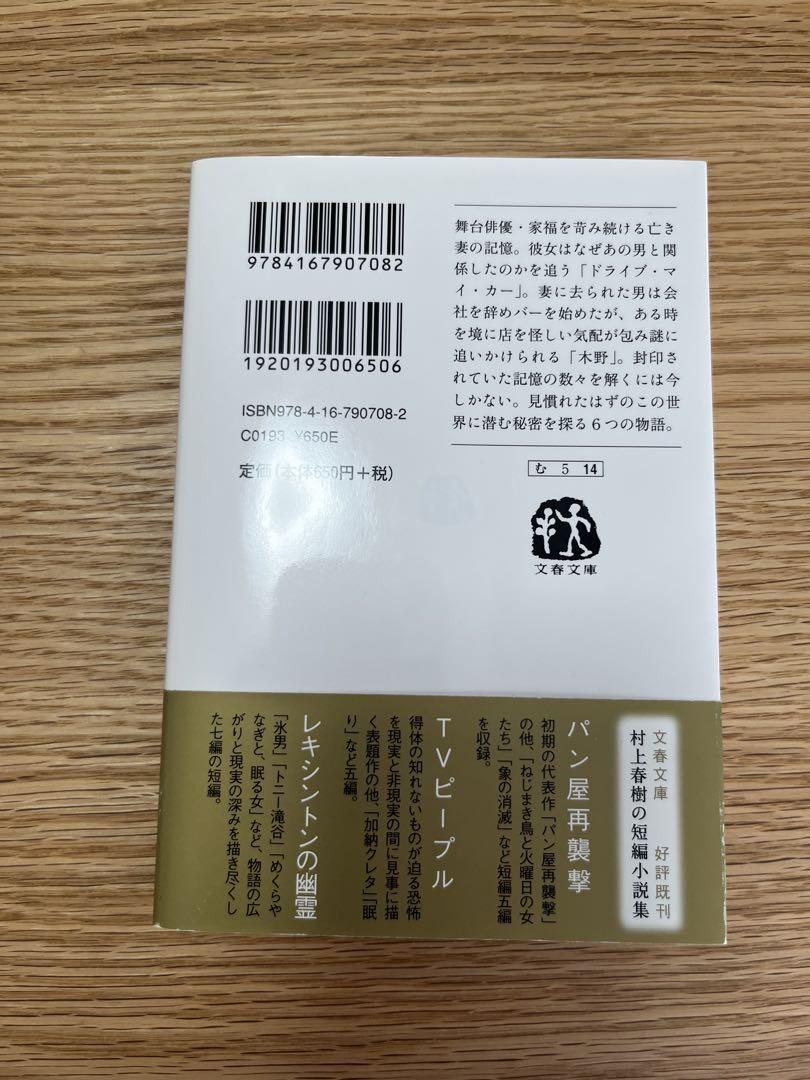 9784167907082
1920193006506
ISBN978-4-16-790708-2
C0193 ¥650E
定価(本体650円+税)
舞台俳優・家福を苛み続ける亡き
妻の記憶。彼女はなぜあの男と関
係したのかを追う「ドライブ・マ
イ・カー」。妻に去られた男は会
社を辞めバーを始めたが、ある時
を境に店を怪しい気配が包み謎に
追いかけられる「木野」。封印さ
れていた記憶の数々を解くには今
しかない。見慣れたはずのこの世
界に潜む秘密を探る6つの物語。
む 5 14
文春文庫
文春文庫 好評既刊
村上春樹の短編小説集
パン屋再襲撃
初期の代表作「パン屋再襲撃」
の他、「ねじまき鳥と火曜日の女
たち」「象の消滅」など短編五編
を収録。
TVピープル
得体の知れないものが迫る恐怖
を現実と非現実の間に見事に描
く表題作の他、「加納クレタ」「眠
り」など五編。
レキシントンの幽霊
「氷男」「トニー滝谷」「めくらや
なぎと、眠る女」など、物語の広
がりと現実の深みを描き尽くし
た七編の短編。